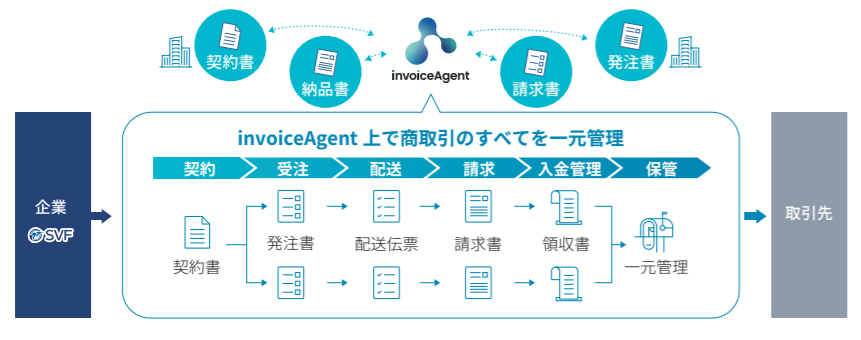 契約書
納品書
invoiceAgent
請求書
発注書
invoiceAgent 上で商取引のすべてを一元管理
契約 受注 配送 請求 入金管理 保管
企業
SVF
契約書
発注書 配送伝票 請求書 領収書
一元管理
取引先